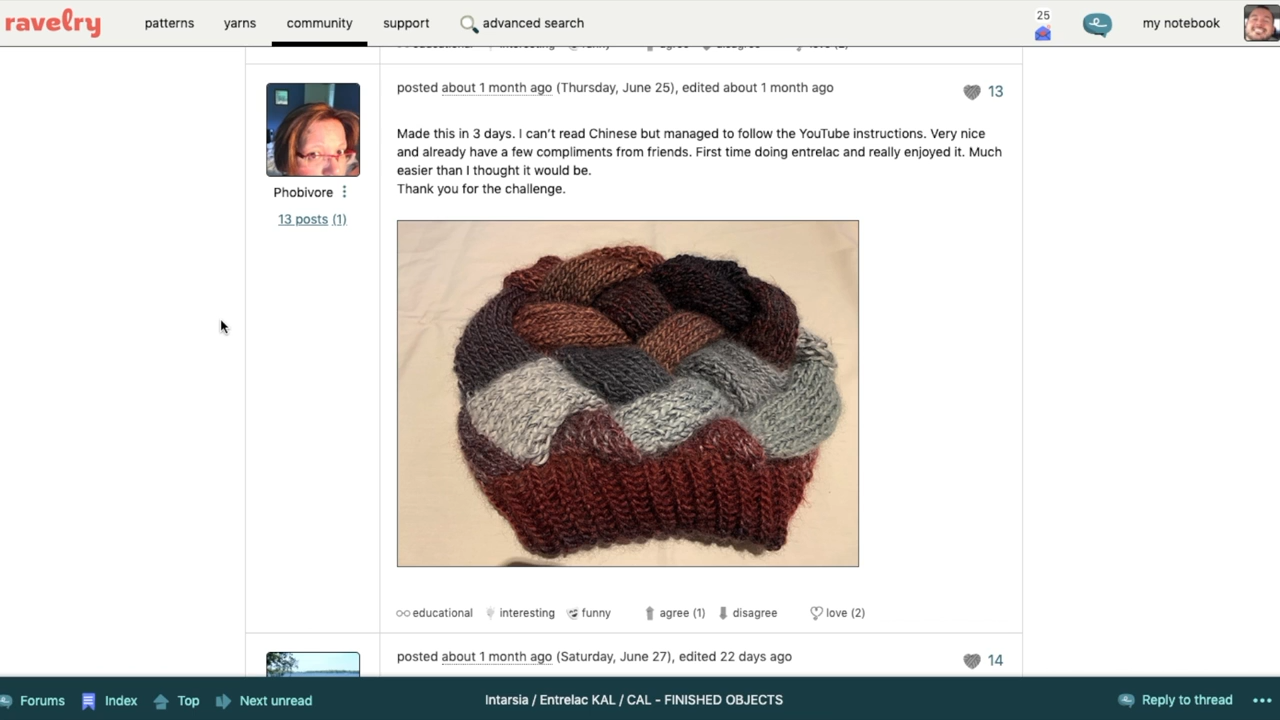 ravelry
patterns
yarns
community
support
advanced search
25
my notebook
posted about 1 month ago (Thursday, June 25), edited about 1 month ago
13
Made this in 3 days. I can't read Chinese but managed to follow the YouTube instructions. Very nice
and already have a few compliments from friends. First time doing entrelac and really enjoyed it. Much
easier than I thought it would be.
Thank you for the challenge.
Phobivore
13 posts (1)
educational interesting funny agree (1) disagree love (2)
posted about 1 month ago (Saturday, June 27), edited 22 days ago
14
Forums
Index
Top
Next unread
Intarsia / Entrelac KAL / CAL - FINISHED OBJECTS
Reply to thread